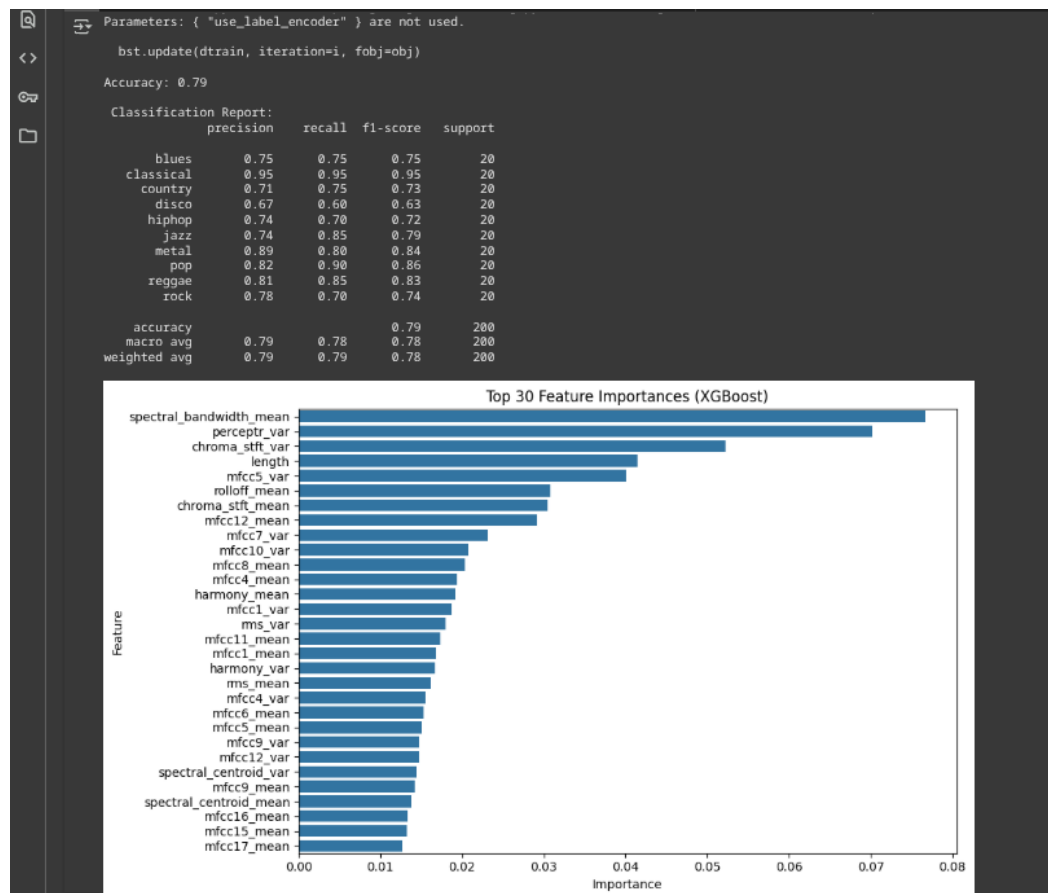 Parameters: { "use_label_encoder" } are not used.
bst.update(dtrain, iteration=i, fobj=obj)
Accuracy: 0.79
Classification Report:
precision recall f1-score support
blues 0.75 0.75 0.75 20
classical 0.95 0.95 0.95 20
country 0.71 0.75 0.73 20
disco 0.67 0.60 0.63 20
hiphop 0.74 0.70 0.72 20
jazz 0.74 0.85 0.79 20
metal 0.89 0.80 0.84 20
pop 0.82 0.90 0.86 20
reggae 0.81 0.85 0.83 20
rock 0.78 0.70 0.74 20
accuracy 0.79 200
macro avg 0.79 0.78 0.78 200
weighted avg 0.79 0.79 0.78 200
Top 30 Feature Importances (XGBoost)
Feature
spectral_bandwidth_mean
perceptr_var
chroma_stft_var
length
mfcc5_var
rolloff_mean
chroma_stft_mean
mfcc12_mean
mfcc7_var
mfcc10_var
mfcc8_mean
mfcc4_mean
harmony_mean
mfcc1_var
rms_var
mfcc11_mean
mfcc1_mean
harmony_var
rms_mean
mfcc4_var
mfcc6_mean
mfcc5_mean
mfcc9_var
mfcc12_var
spectral_centroid_var
mfcc9_mean
spectral_centroid_mean
mfcc16_mean
mfcc15_mean
mfcc17_mean
0.00 0.01 0.02 0.03 0.04 0.05 0.06 0.07 0.08
Importance